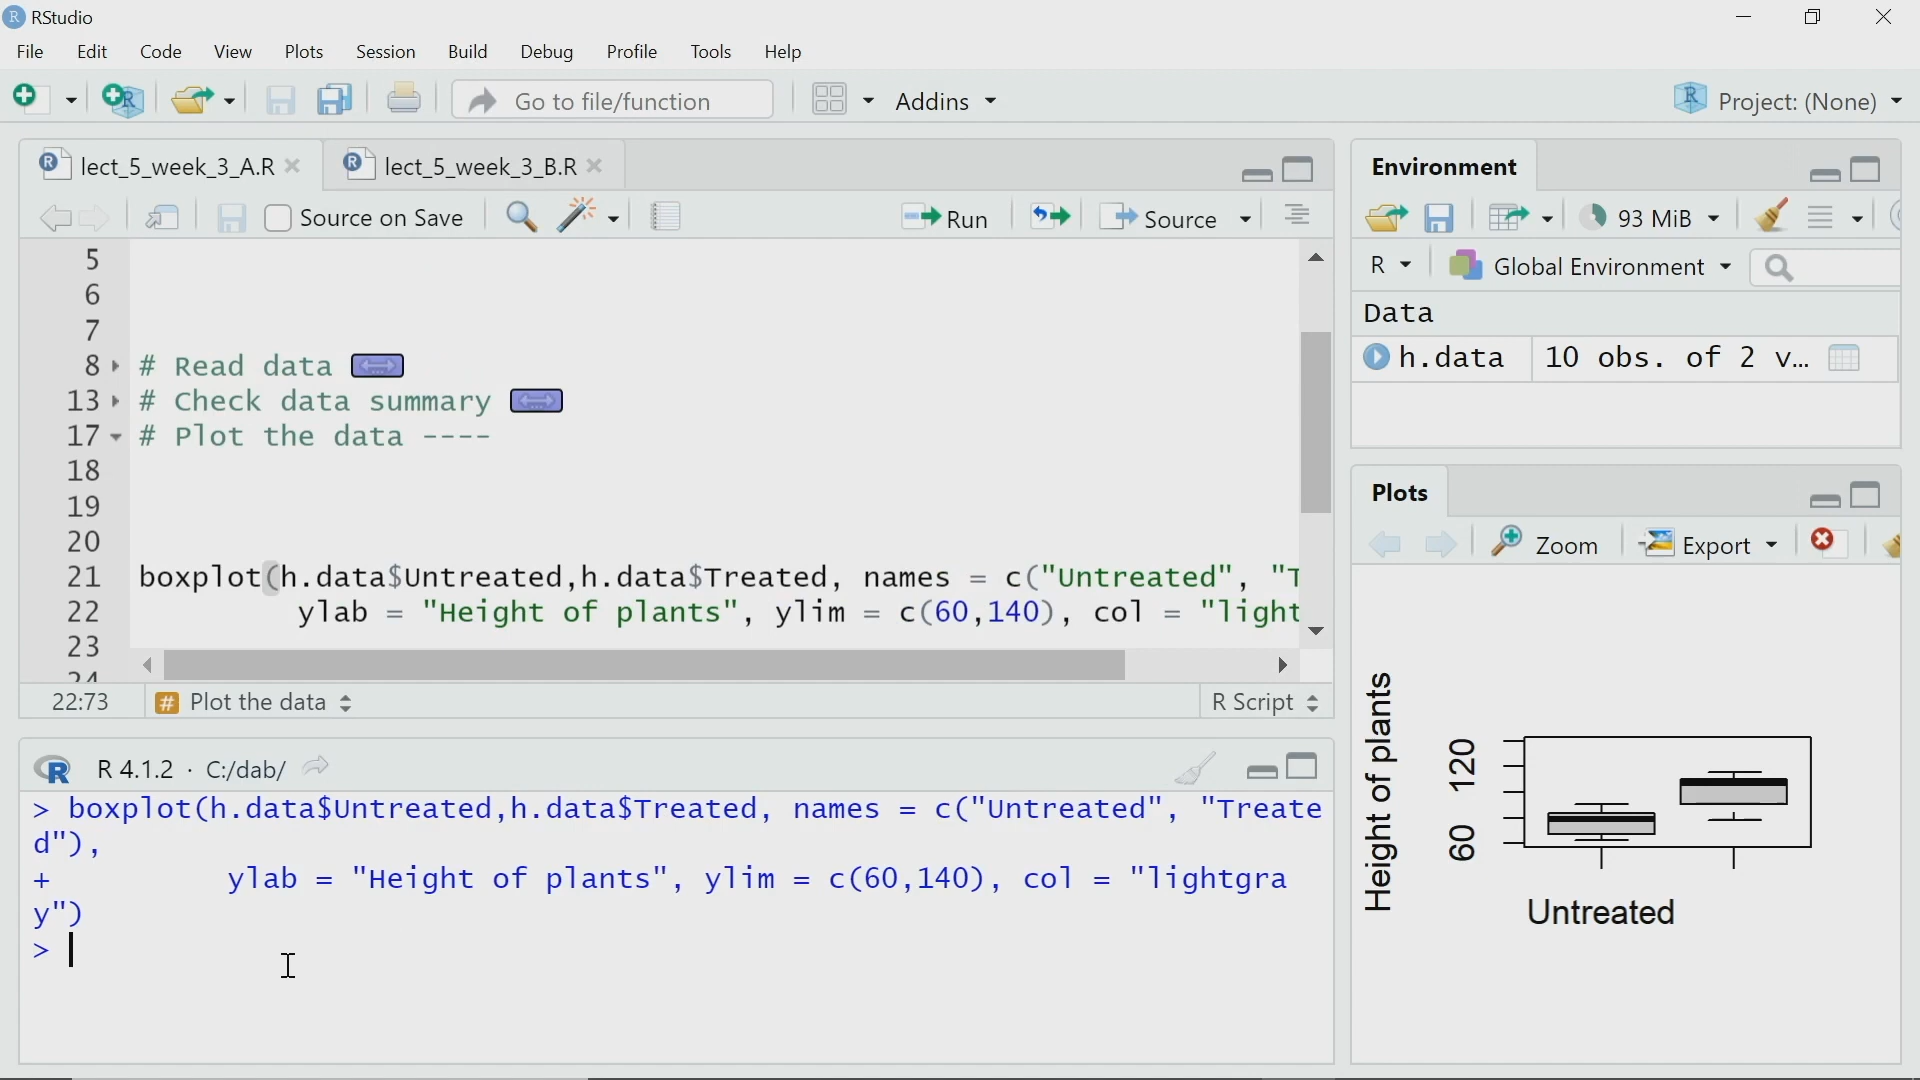 RStudio
File Edit Code View Plots Session Build Debug Profile Tools Help
Go to file/function Addins Project: (None)
lect_5_week_3_A.R lect_5_week_3_B.R
Source on Save Run Source
5
6
7
8 # Read data
13 # Check data summary
17 # Plot the data ----
18
19
20
21 boxplot(h.data$Untreated,h.data$Treated, names = c("Untreated", "T
22 ylab = "Height of plants", ylim = c(60,140), col = "light
23
24
22:73 # Plot the data R Script
R 4.1.2 · C:/dab/
> boxplot(h.data$Untreated,h.data$Treated, names = c("Untreated", "Treate
d"),
+ ylab = "Height of plants", ylim = c(60,140), col = "lightgra
y")
>
Environment
93 MiB
R Global Environment
Data
h.data 10 obs. of 2 v...
Plots
Zoom Export
Height of plants
120
60
Untreated